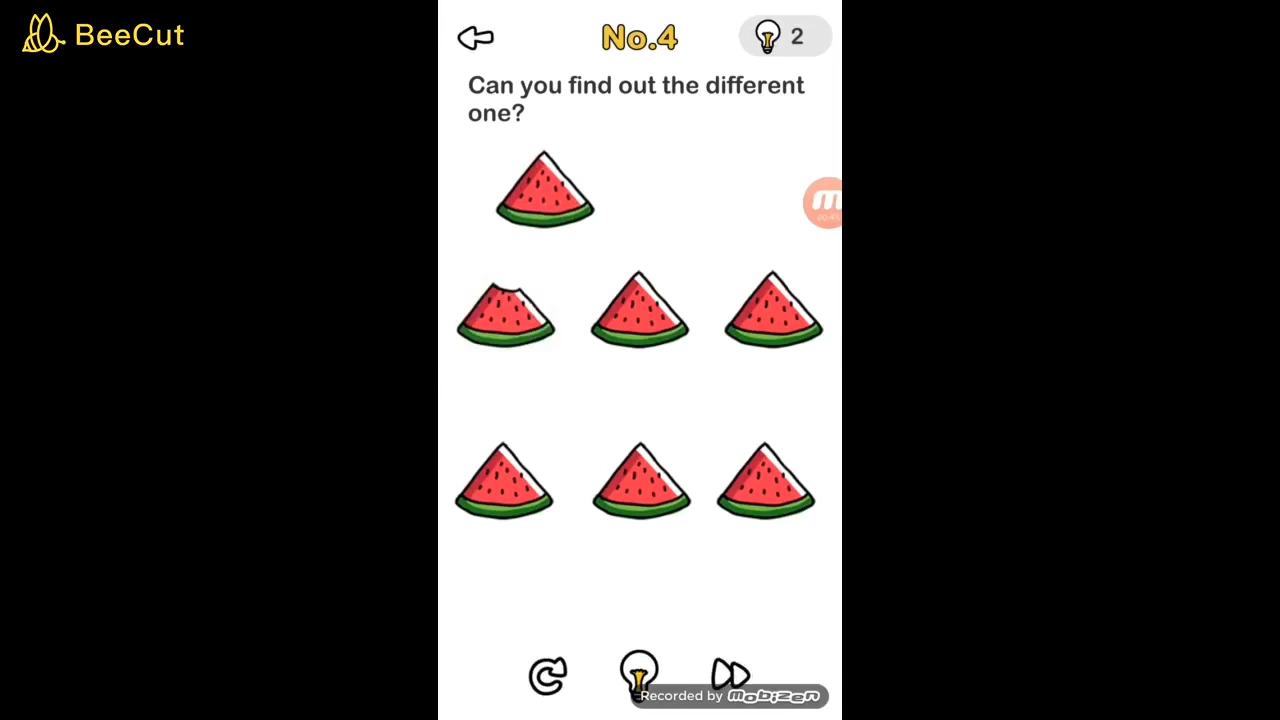 BeeCut
No.4
2
Can you find out the different
one?
m
Recorded by mobizen